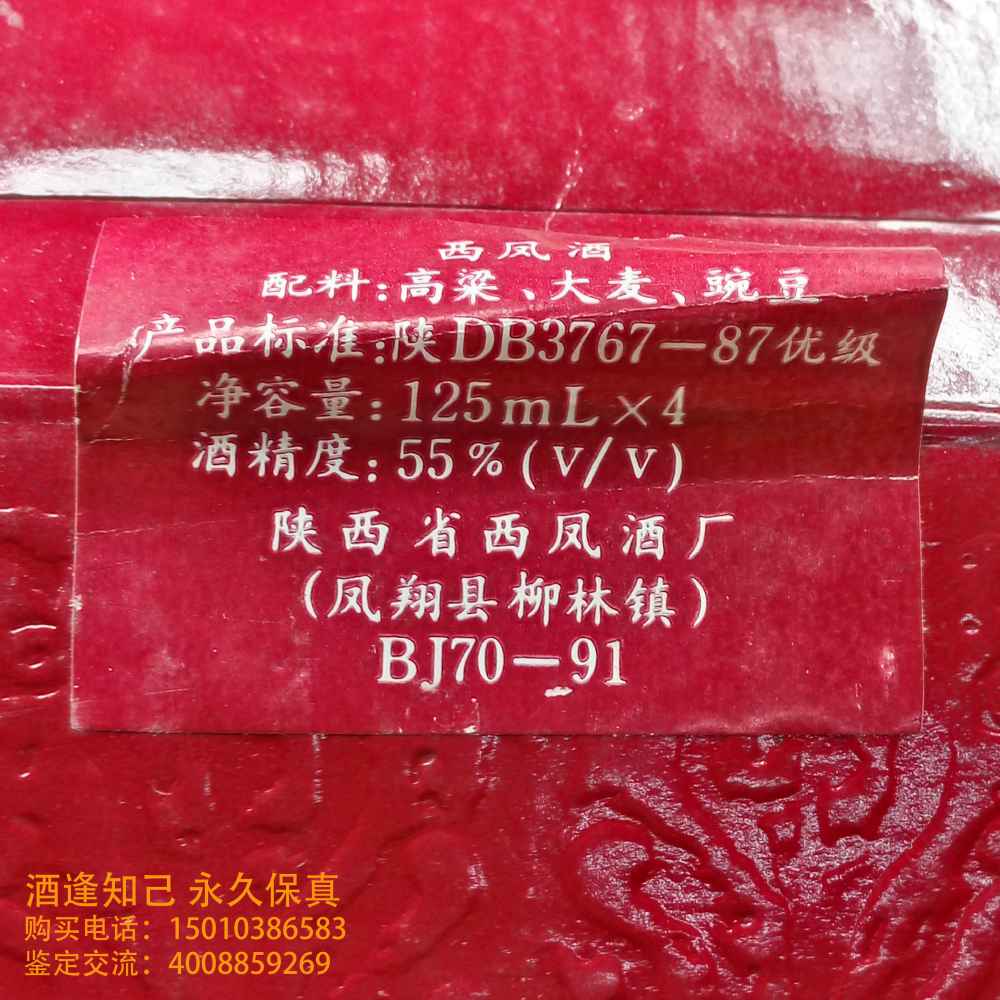 西凤酒
配料:高粱、大麦、豌豆
产品标准:陕DB3767-87优级
净容量:125mL×4
酒精度:55%(V/V)
陕西省西凤酒厂
(凤翔县柳林镇)
BJ70-91
酒逢知己 永久保真
购买电话：15010386583
鉴定交流：4008859269